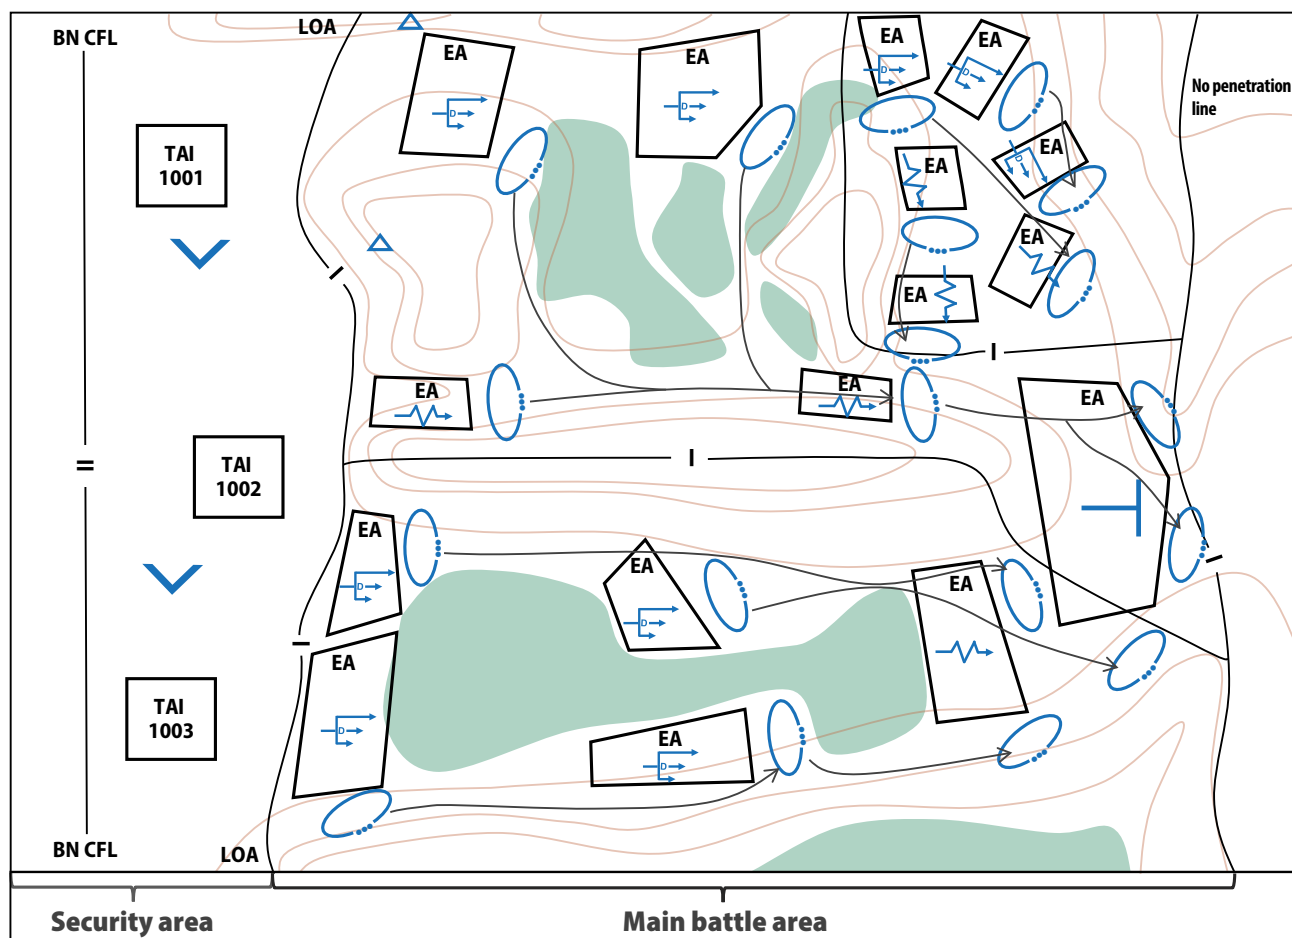 BN CFL
LOA
EA
D
EA
D
EA
D
EA
D
No penetration
line
TAI
1001
EA
EA
D
EA
EA
I
I
EA
EA
EA
=
TAI
1002
I
EA
D
EA
D
EA
EA
D
I
I
EA
D
TAI
1003
BN CFL
LOA
Security area
Main battle area